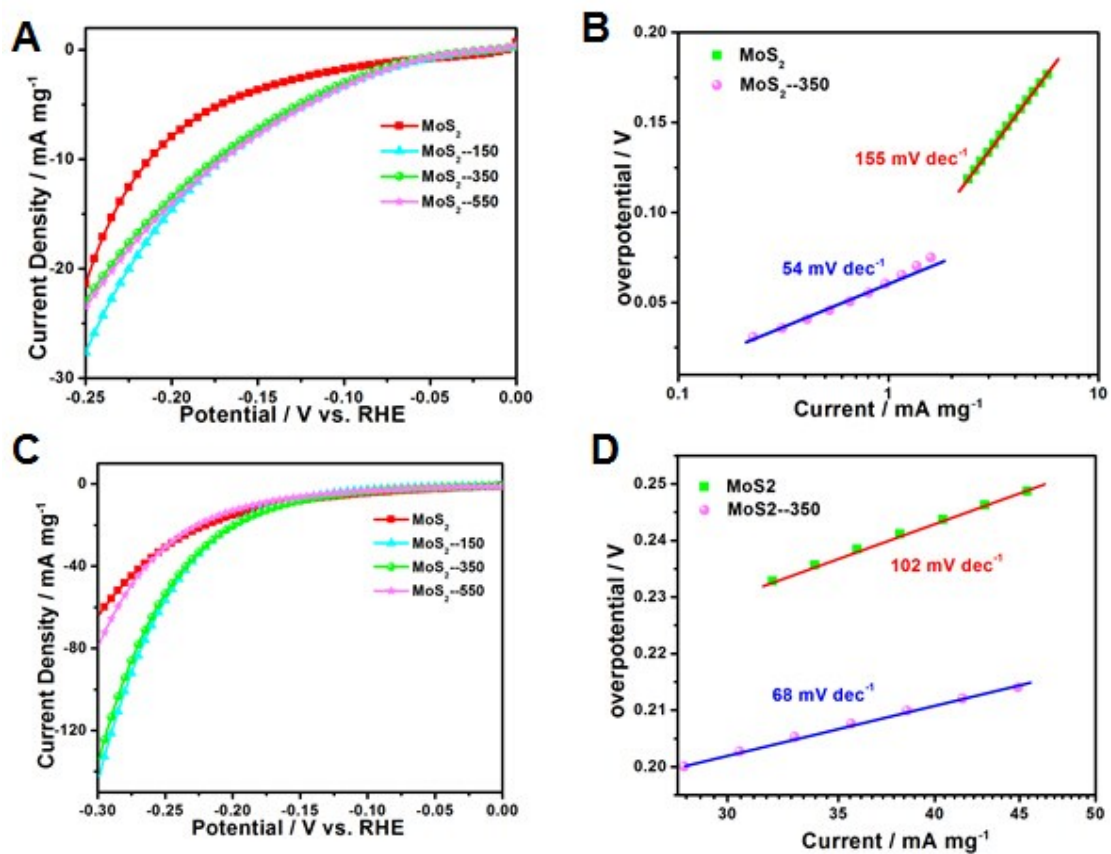 A
0
-10
-20
-30
-0.25 -0.20 -0.15 -0.10 -0.05 0.00
Current Density / mA mg⁻¹
Potential / V vs. RHE
MoS₂
MoS₂--150
MoS₂--350
MoS₂--550
B
0.20
0.15
0.10
0.05
0.1 1 10
overpotential / V
Current / mA mg⁻¹
MoS₂
MoS₂--350
155 mV dec⁻¹
54 mV dec⁻¹
C
0
-40
-80
-120
-0.30 -0.25 -0.20 -0.15 -0.10 -0.05 0.00
Current Density / mA mg⁻¹
Potential / V vs. RHE
MoS₂
MoS₂--150
MoS₂--350
MoS₂--550
D
0.25
0.24
0.23
0.22
0.21
0.20
30 35 40 45 50
overpotential / V
Current / mA mg⁻¹
MoS2
MoS2--350
102 mV dec⁻¹
68 mV dec⁻¹